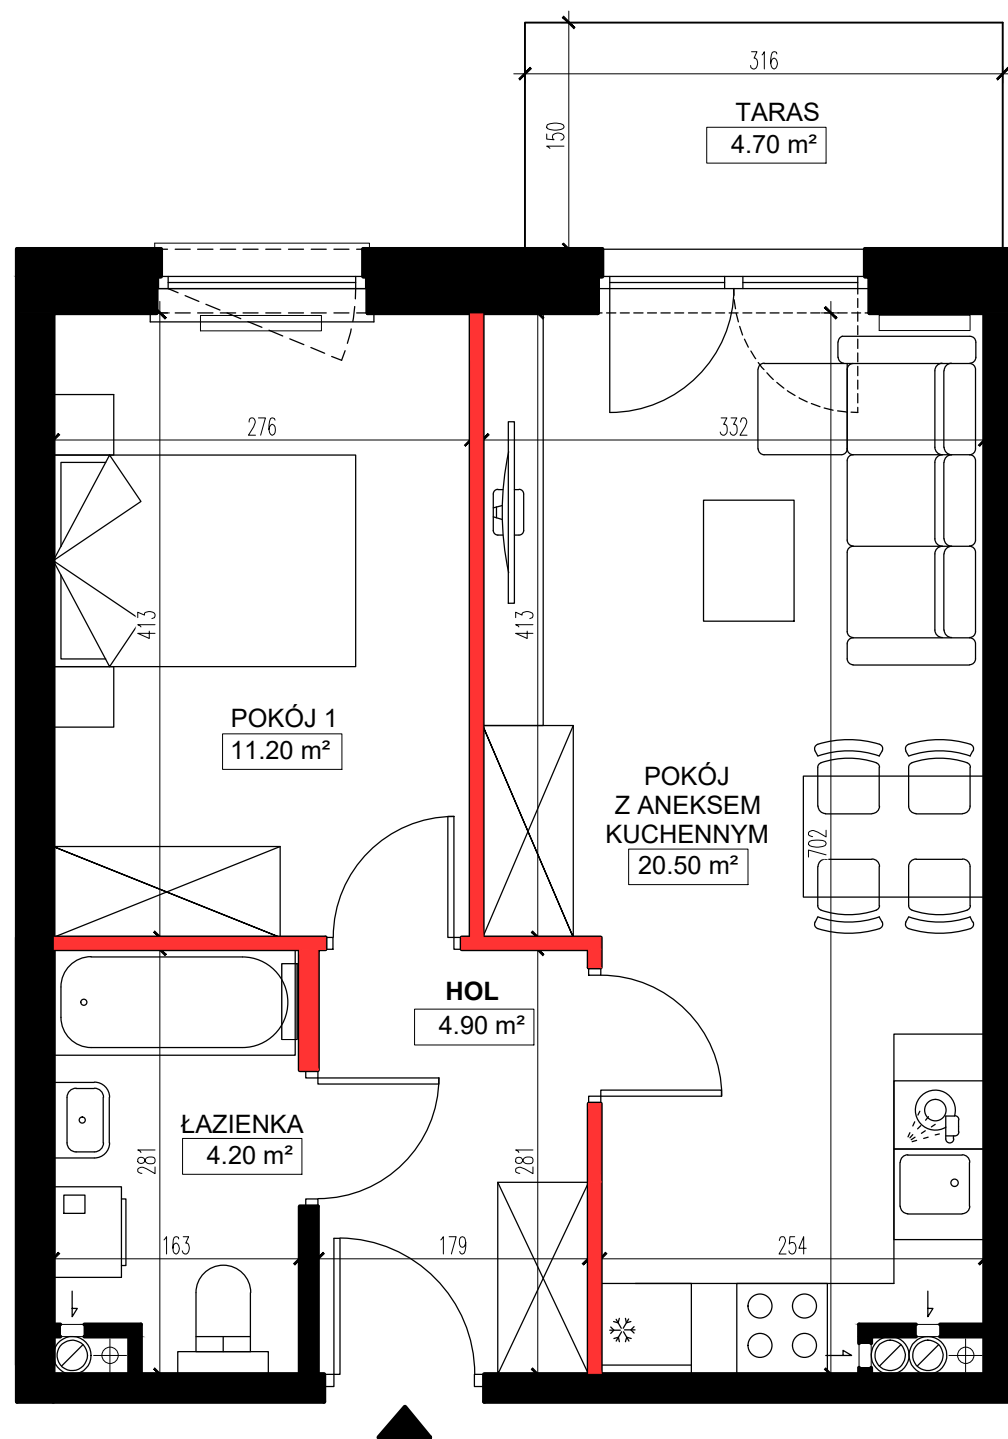 316
150
TARAS
4.70 m²
276
332
413
413
POKÓJ 1
11.20 m²
POKÓJ
Z ANEKSEM
KUCHENNYM
20.50 m²
702
HOL
4.90 m²
ŁAZIENKA
4.20 m²
281
281
163
179
254